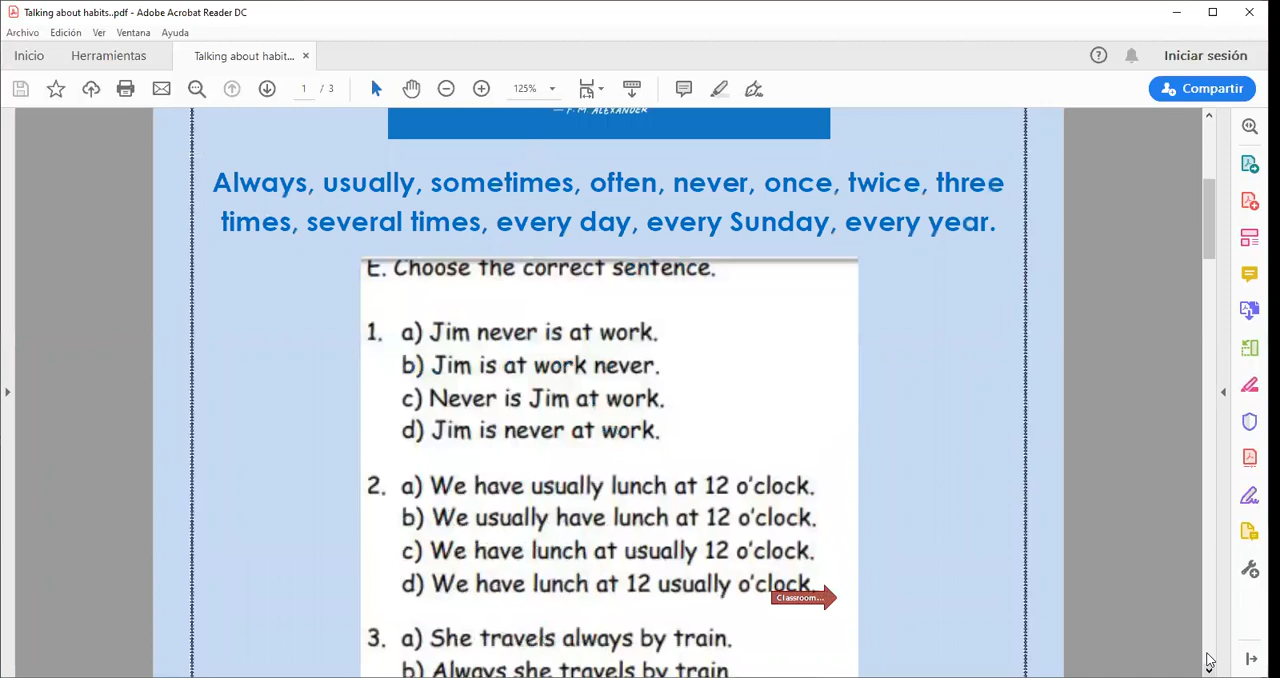 Talking about habits..pdf - Adobe Acrobat Reader DC
Archivo Edición Ver Ventana Ayuda
Inicio Herramientas Talking about habit... × Iniciar sesión
1 / 3 125% Compartir
— F. M. ALEXANDER
Always, usually, sometimes, often, never, once, twice, three
times, several times, every day, every Sunday, every year.
E. Choose the correct sentence.
1. a) Jim never is at work.
b) Jim is at work never.
c) Never is Jim at work.
d) Jim is never at work.
2. a) We have usually lunch at 12 o'clock.
b) We usually have lunch at 12 o'clock.
c) We have lunch at usually 12 o'clock.
d) We have lunch at 12 usually o'clock.
Classroom...
3. a) She travels always by train.
b) Always she travels by train